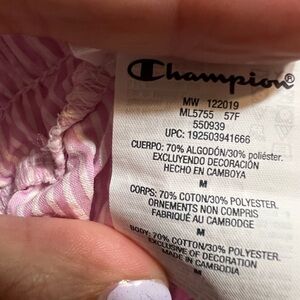 Champion®
MW 122019
ML5755 57F
550939
UPC: 192503941666
CUERPO: 70% ALGODÓN/30% poliéster.
EXCLUYENDO DECORACIÓN
HECHO EN CAMBOYA
M
CORPS: 70% COTON/30% POLYESTER.
ORNEMENTS NON COMPRIS
FABRIQUÉ AU CAMBODGE
M
BODY: 70% COTTON/30% POLYESTER
EXCLUSIVE OF DECORATION
MADE IN CAMBODIA
M